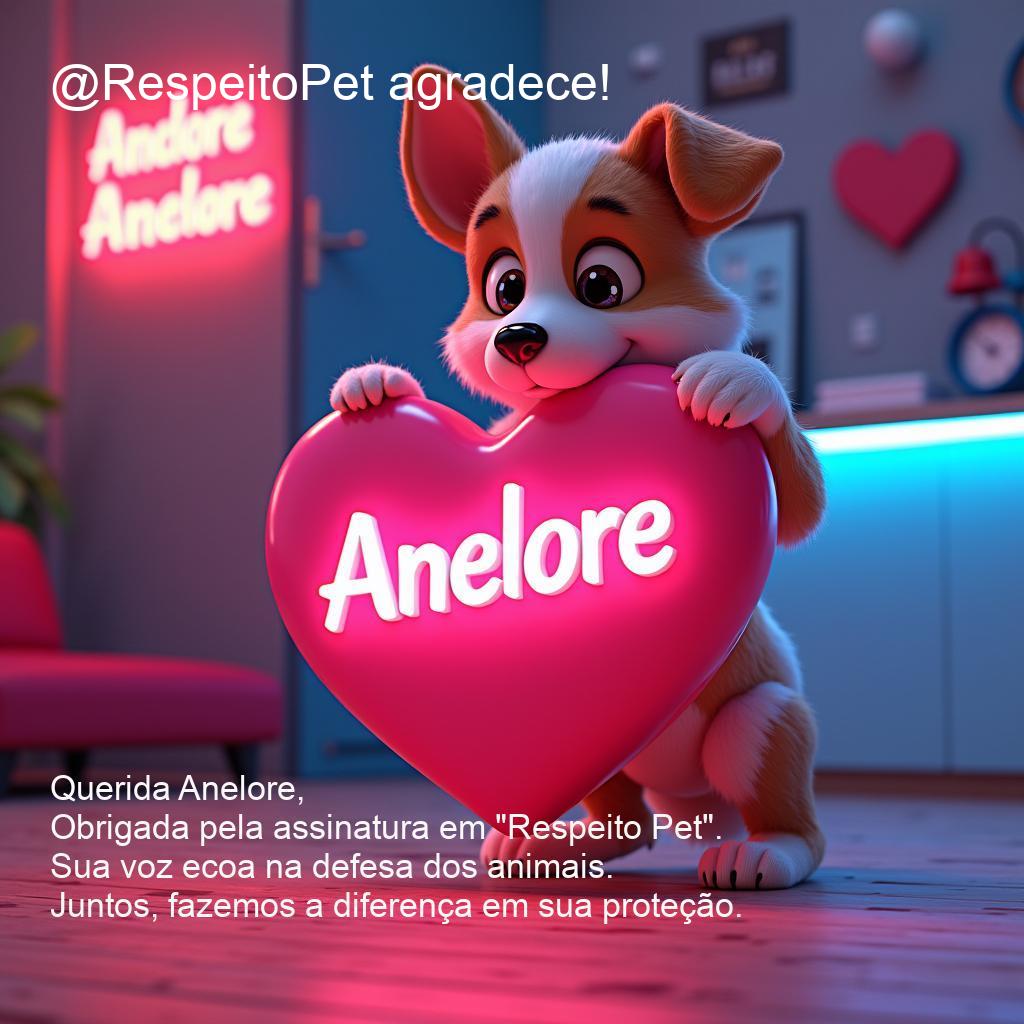 @RespeitoPet agradece!
Andore
Anelore
Anelore
Querida Anelore,
Obrigada pela assinatura em "Respeito Pet".
Sua voz ecoa na defesa dos animais.
Juntos, fazemos a diferença em sua proteção.